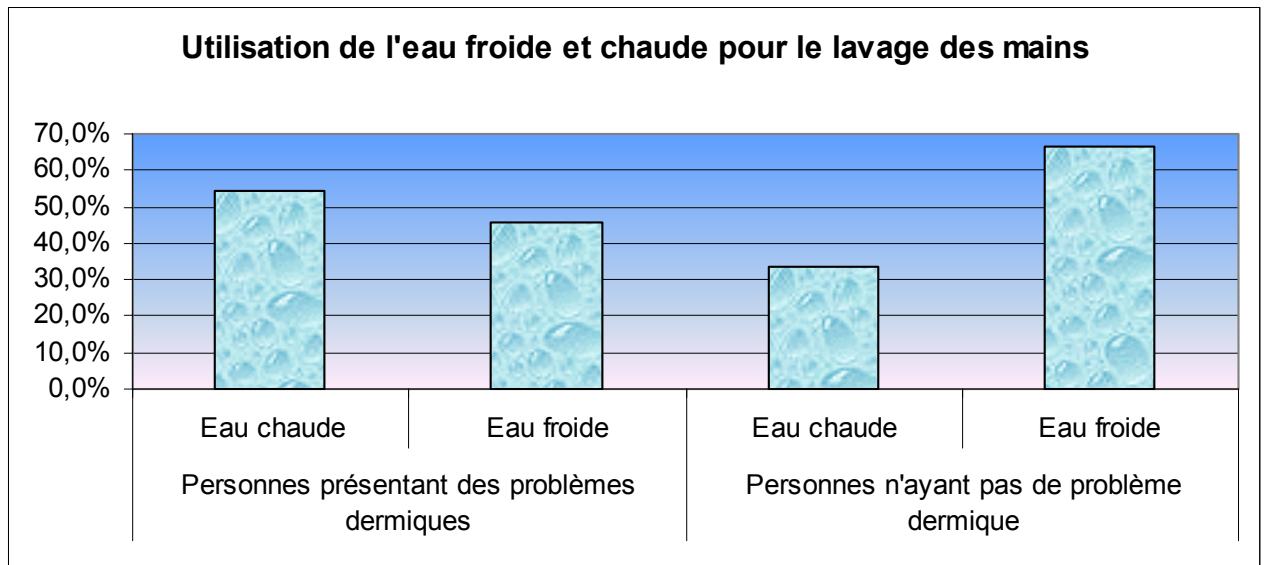 Utilisation de l'eau froide et chaude pour le lavage des mains
70,0%
60,0%
50,0%
40,0%
30,0%
20,0%
10,0%
0,0%
Eau chaude
Eau froide
Eau chaude
Eau froide
Personnes présentant des problèmes
dermiques
Personnes n'ayant pas de problème
dermique